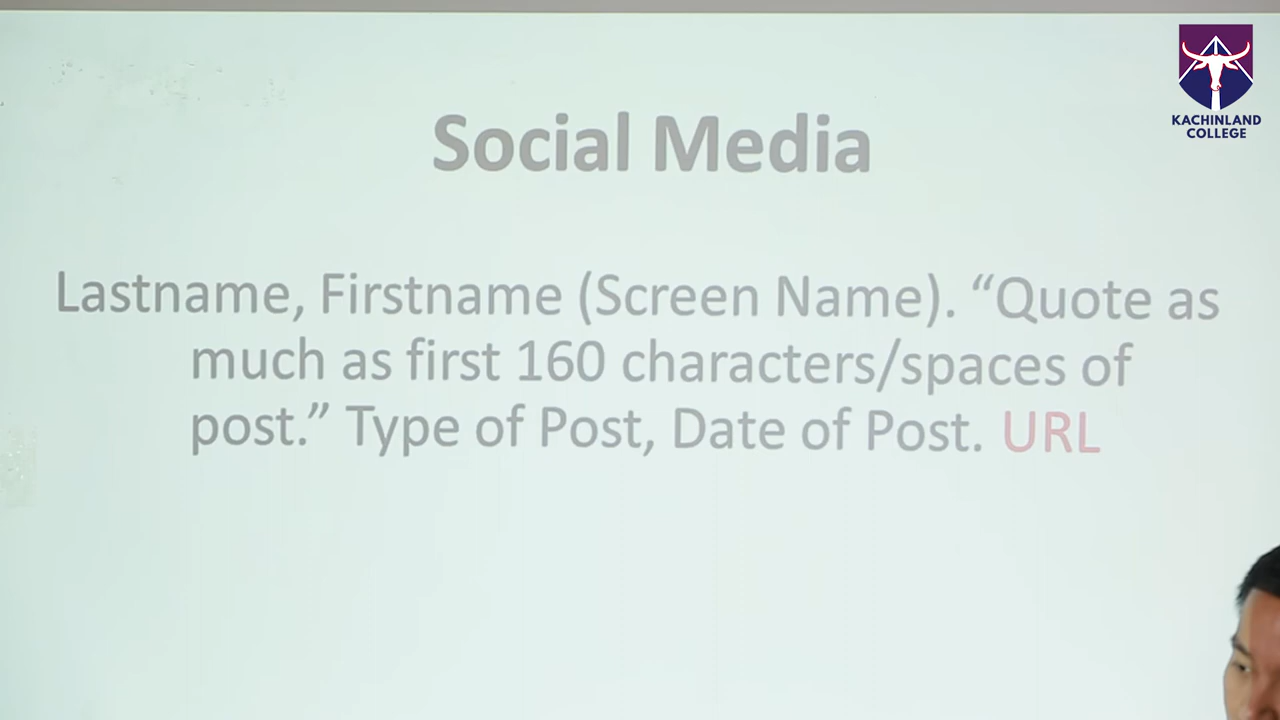 KACHINLAND
COLLEGE
Social Media
Lastname, Firstname (Screen Name). “Quote as
much as first 160 characters/spaces of
post.” Type of Post, Date of Post. URL